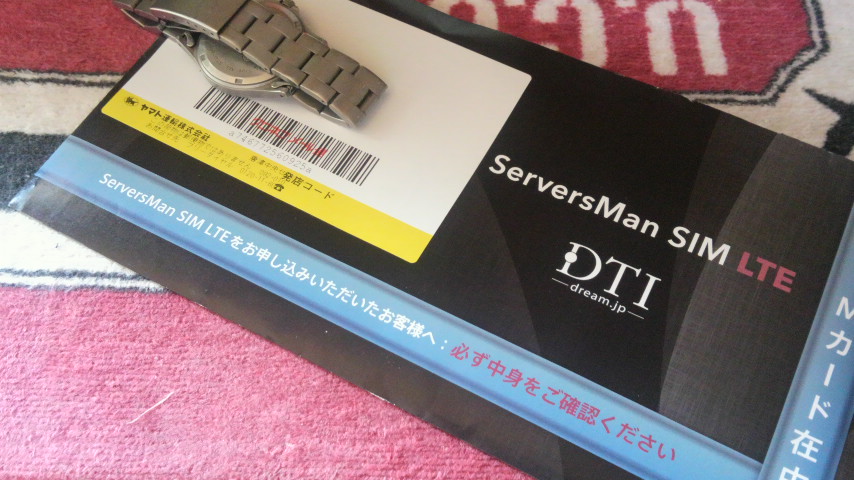 ヤマト運輸株式会社
a746712560925a
発店コード
ServersMan SIM LTE
DTI
dream.jp
ServersMan SIM LTEをお申し込みいただいたお客様へ：必ず中身をご確認ください
Mカード在中